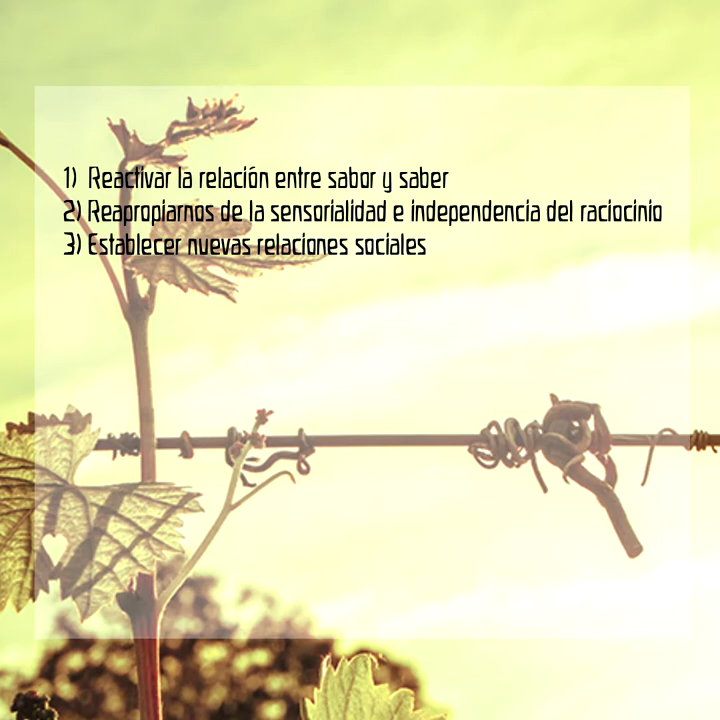 1) Reactivar la relación entre sabor y saber
2) Reapropiarnos de la sensorialidad e independencia del raciocinio
3) Establecer nuevas relaciones sociales